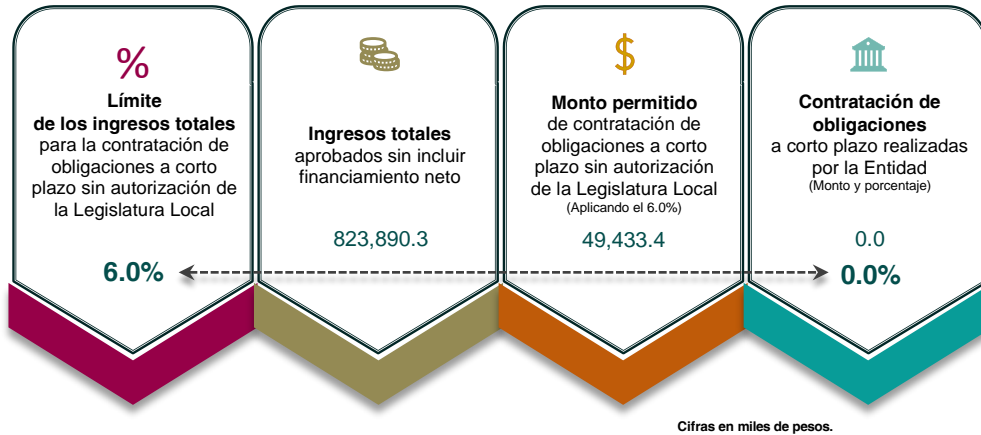 %
Límite
de los ingresos totales
para la contratación de
obligaciones a corto
plazo sin autorización de
la Legislatura Local
6.0%
Ingresos totales
aprobados sin incluir
financiamiento neto
823,890.3
$
Monto permitido
de contratación de
obligaciones a corto
plazo sin autorización
de la Legislatura Local
(Aplicando el 6.0%)
49,433.4
Contratación de
obligaciones
a corto plazo realizadas
por la Entidad
(Monto y porcentaje)
0.0
0.0%
Cifras en miles de pesos.